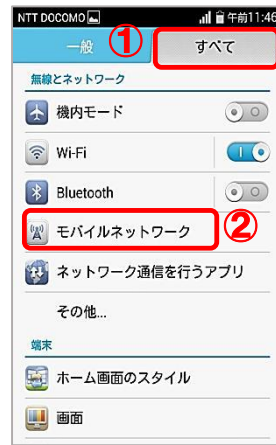 NTT DOCOMO 午前11:46
一般 ① すべて
無線とネットワーク
機内モード
Wi-Fi
Bluetooth
モバイルネットワーク ②
ネットワーク通信を行うアプリ
その他...
端末
ホーム画面のスタイル
画面